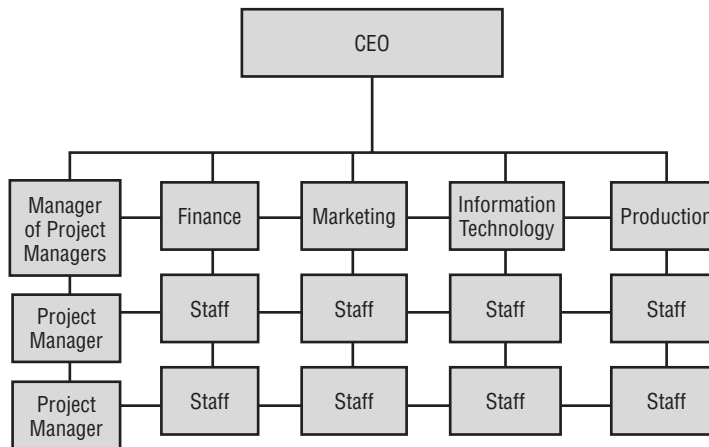 CEO
Manager
of Project
Managers
Finance
Marketing
Information
Technology
Production
Project
Manager
Staff
Staff
Staff
Staff
Project
Manager
Staff
Staff
Staff
Staff